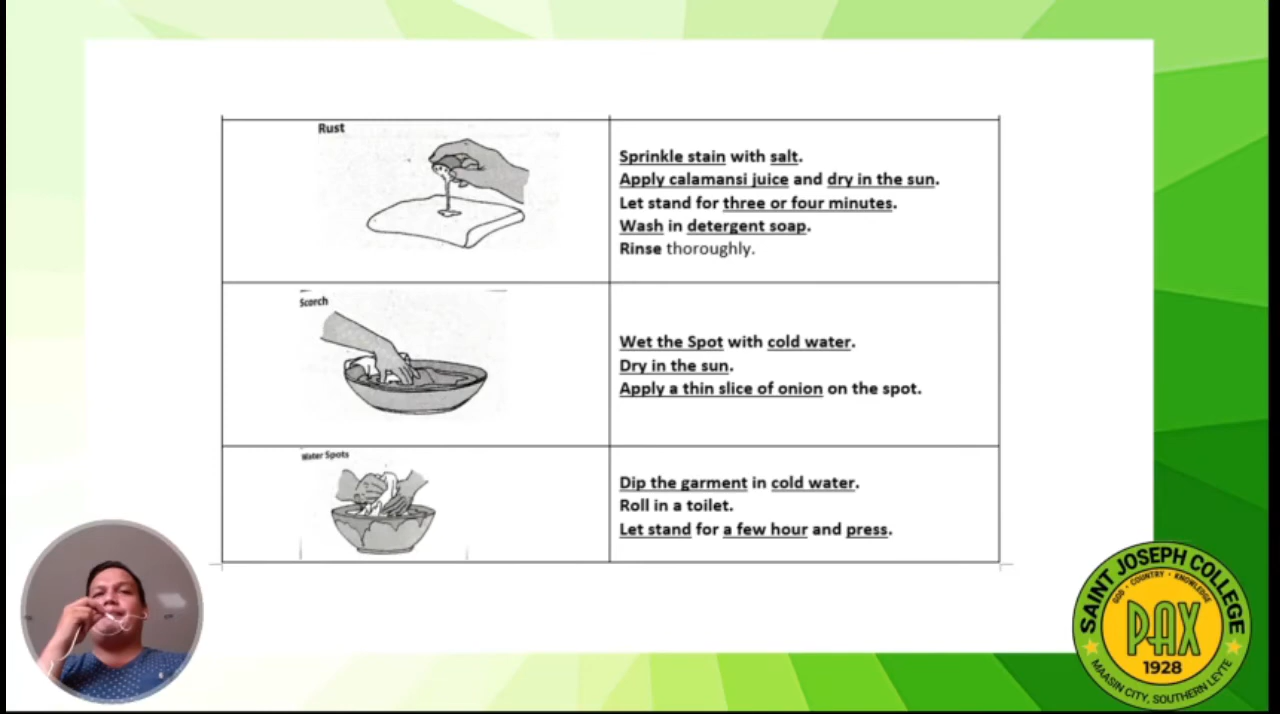 Rust
Sprinkle stain with salt.
Apply calamansi juice and dry in the sun.
Let stand for three or four minutes.
Wash in detergent soap.
Rinse thoroughly.
Scorch
Wet the Spot with cold water.
Dry in the sun.
Apply a thin slice of onion on the spot.
Water Spots
Dip the garment in cold water.
Roll in a toilet.
Let stand for a few hour and press.
SAINT JOSEPH COLLEGE
GOD • COUNTRY • KNOWLEDGE
PAX
1928
MAASIN CITY, SOUTHERN LEYTE